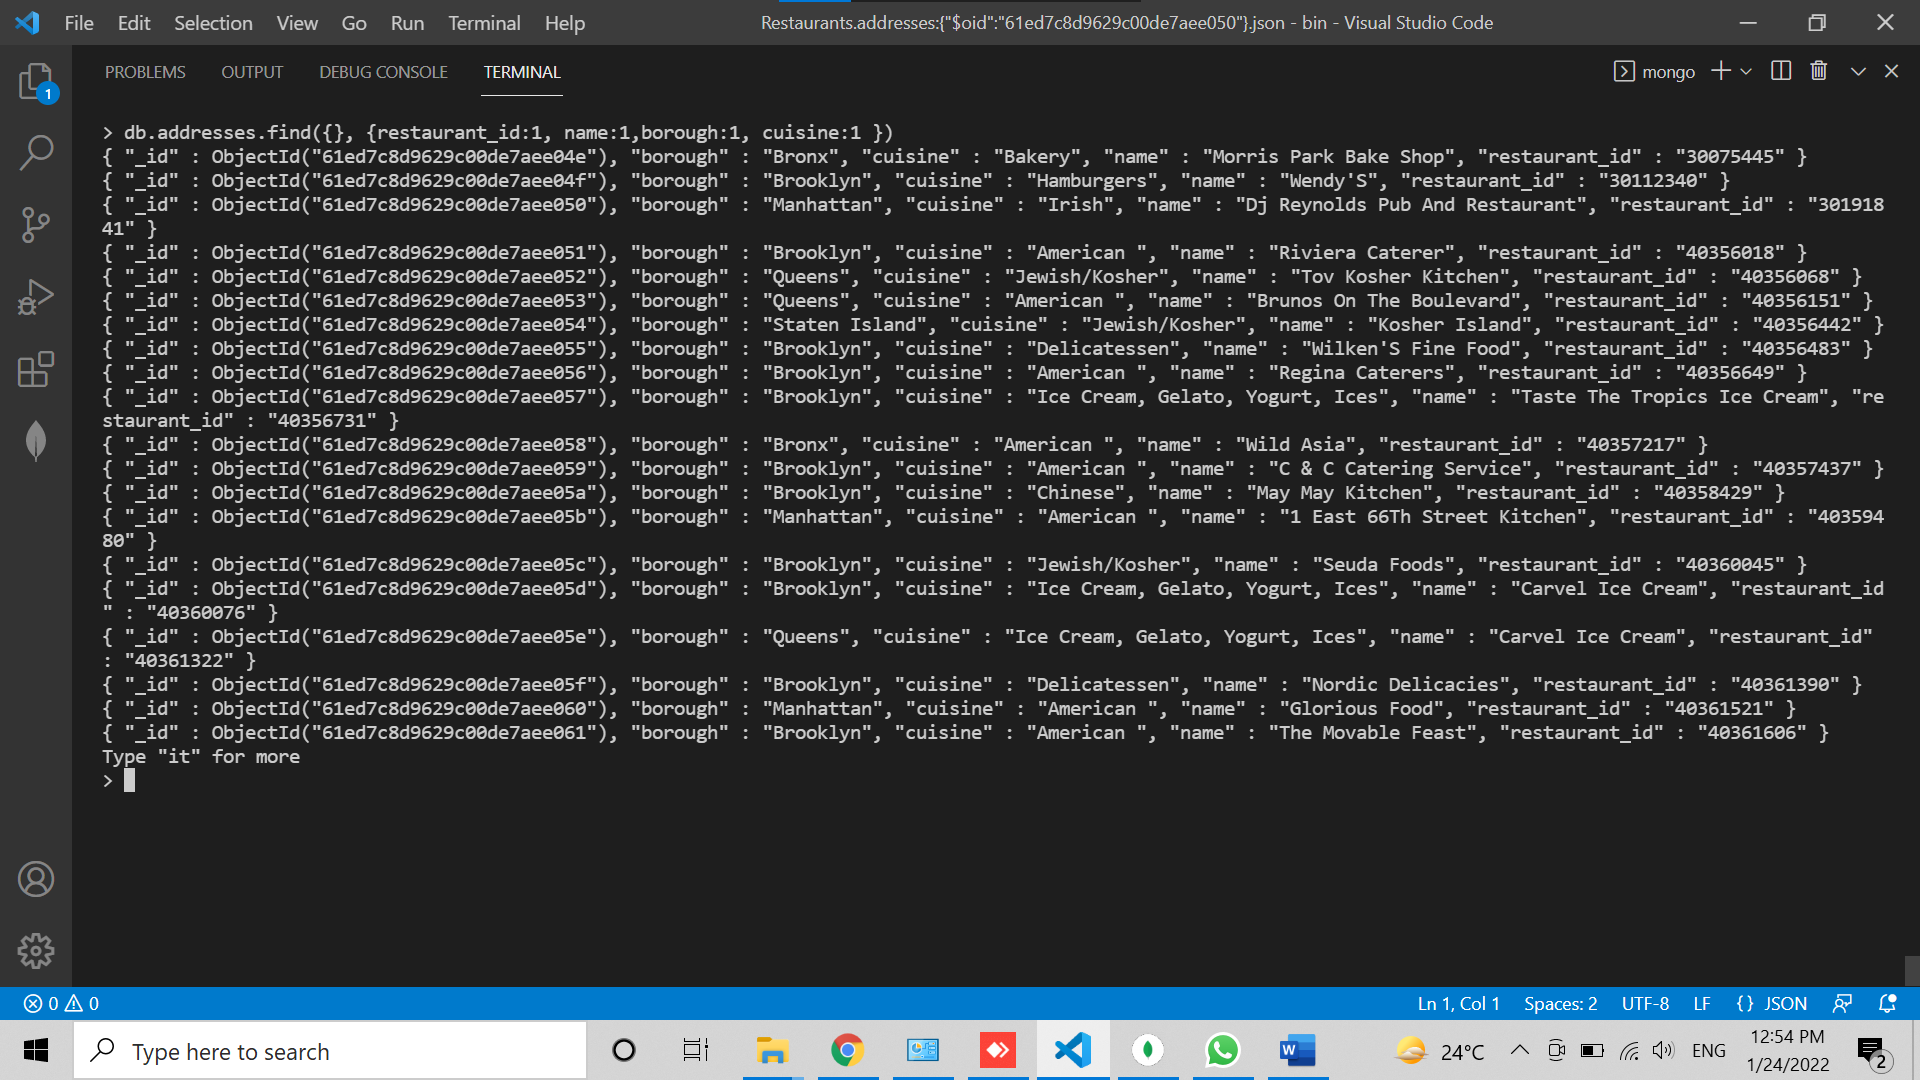 File Edit Selection View Go Run Terminal Help
Restaurants.addresses:{"$oid":"61ed7c8d9629c00de7aee050"}.json - bin - Visual Studio Code
PROBLEMS OUTPUT DEBUG CONSOLE TERMINAL
mongo
1
> db.addresses.find({}, {restaurant_id:1, name:1,borough:1, cuisine:1 })
{ "_id" : ObjectId("61ed7c8d9629c00de7aee04e"), "borough" : "Bronx", "cuisine" : "Bakery", "name" : "Morris Park Bake Shop", "restaurant_id" : "30075445" }
{ "_id" : ObjectId("61ed7c8d9629c00de7aee04f"), "borough" : "Brooklyn", "cuisine" : "Hamburgers", "name" : "Wendy'S", "restaurant_id" : "30112340" }
{ "_id" : ObjectId("61ed7c8d9629c00de7aee050"), "borough" : "Manhattan", "cuisine" : "Irish", "name" : "Dj Reynolds Pub And Restaurant", "restaurant_id" : "301918
41" }
{ "_id" : ObjectId("61ed7c8d9629c00de7aee051"), "borough" : "Brooklyn", "cuisine" : "American ", "name" : "Riviera Caterer", "restaurant_id" : "40356018" }
{ "_id" : ObjectId("61ed7c8d9629c00de7aee052"), "borough" : "Queens", "cuisine" : "Jewish/Kosher", "name" : "Tov Kosher Kitchen", "restaurant_id" : "40356068" }
{ "_id" : ObjectId("61ed7c8d9629c00de7aee053"), "borough" : "Queens", "cuisine" : "American ", "name" : "Brunos On The Boulevard", "restaurant_id" : "40356151" }
{ "_id" : ObjectId("61ed7c8d9629c00de7aee054"), "borough" : "Staten Island", "cuisine" : "Jewish/Kosher", "name" : "Kosher Island", "restaurant_id" : "40356442" }
{ "_id" : ObjectId("61ed7c8d9629c00de7aee055"), "borough" : "Brooklyn", "cuisine" : "Delicatessen", "name" : "Wilken'S Fine Food", "restaurant_id" : "40356483" }
{ "_id" : ObjectId("61ed7c8d9629c00de7aee056"), "borough" : "Brooklyn", "cuisine" : "American ", "name" : "Regina Caterers", "restaurant_id" : "40356649" }
{ "_id" : ObjectId("61ed7c8d9629c00de7aee057"), "borough" : "Brooklyn", "cuisine" : "Ice Cream, Gelato, Yogurt, Ices", "name" : "Taste The Tropics Ice Cream", "re
staurant_id" : "40356731" }
{ "_id" : ObjectId("61ed7c8d9629c00de7aee058"), "borough" : "Bronx", "cuisine" : "American ", "name" : "Wild Asia", "restaurant_id" : "40357217" }
{ "_id" : ObjectId("61ed7c8d9629c00de7aee059"), "borough" : "Brooklyn", "cuisine" : "American ", "name" : "C & C Catering Service", "restaurant_id" : "40357437" }
{ "_id" : ObjectId("61ed7c8d9629c00de7aee05a"), "borough" : "Brooklyn", "cuisine" : "Chinese", "name" : "May May Kitchen", "restaurant_id" : "40358429" }
{ "_id" : ObjectId("61ed7c8d9629c00de7aee05b"), "borough" : "Manhattan", "cuisine" : "American ", "name" : "1 East 66Th Street Kitchen", "restaurant_id" : "403594
80" }
{ "_id" : ObjectId("61ed7c8d9629c00de7aee05c"), "borough" : "Brooklyn", "cuisine" : "Jewish/Kosher", "name" : "Seuda Foods", "restaurant_id" : "40360045" }
{ "_id" : ObjectId("61ed7c8d9629c00de7aee05d"), "borough" : "Brooklyn", "cuisine" : "Ice Cream, Gelato, Yogurt, Ices", "name" : "Carvel Ice Cream", "restaurant_id
" : "40360076" }
{ "_id" : ObjectId("61ed7c8d9629c00de7aee05e"), "borough" : "Queens", "cuisine" : "Ice Cream, Gelato, Yogurt, Ices", "name" : "Carvel Ice Cream", "restaurant_id"
: "40361322" }
{ "_id" : ObjectId("61ed7c8d9629c00de7aee05f"), "borough" : "Brooklyn", "cuisine" : "Delicatessen", "name" : "Nordic Delicacies", "restaurant_id" : "40361390" }
{ "_id" : ObjectId("61ed7c8d9629c00de7aee060"), "borough" : "Manhattan", "cuisine" : "American ", "name" : "Glorious Food", "restaurant_id" : "40361521" }
{ "_id" : ObjectId("61ed7c8d9629c00de7aee061"), "borough" : "Brooklyn", "cuisine" : "American ", "name" : "The Movable Feast", "restaurant_id" : "40361606" }
Type "it" for more
>
0 0
Ln 1, Col 1 Spaces: 2 UTF-8 LF {} JSON
Type here to search
W
24°C
ENG
12:54 PM
1/24/2022
2